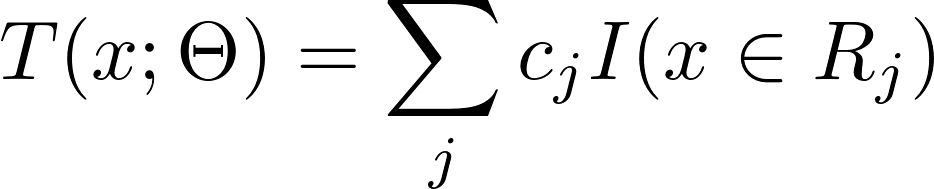 T(x; Θ) = ∑_j c_j I(x ∈ R_j)